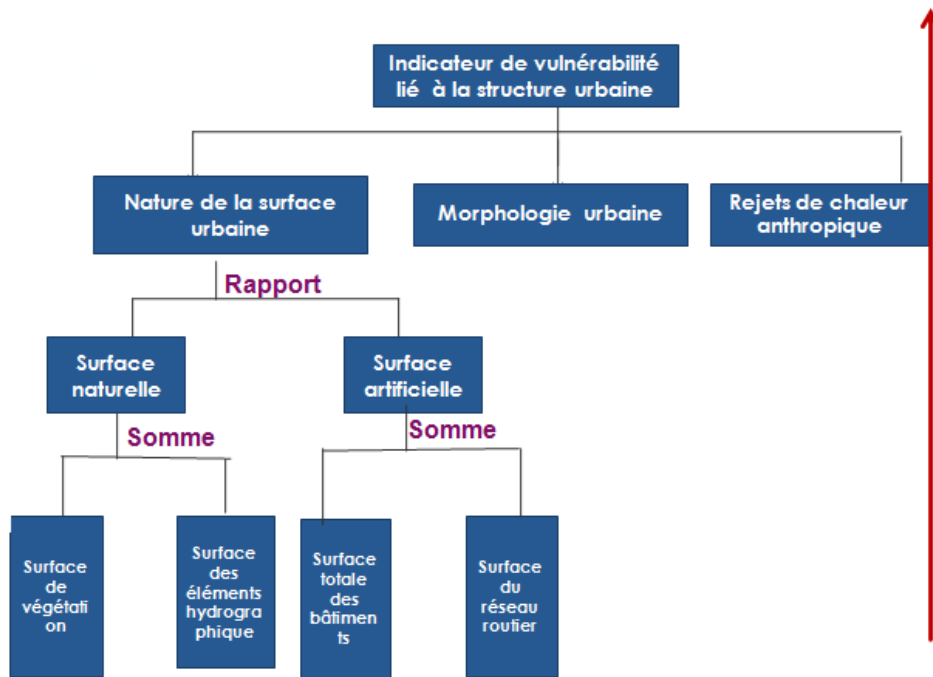 Indicateur de vulnérabilité
lié à la structure urbaine
Nature de la surface
urbaine
Morphologie urbaine
Rejets de chaleur
anthropique
Rapport
Surface
naturelle
Surface
artificielle
Somme
Somme
Surface
de
végétati
on
Surface
des
éléments
hydrogra
phique
Surface
totale
des
bâtimen
ts
Surface
du
réseau
routier